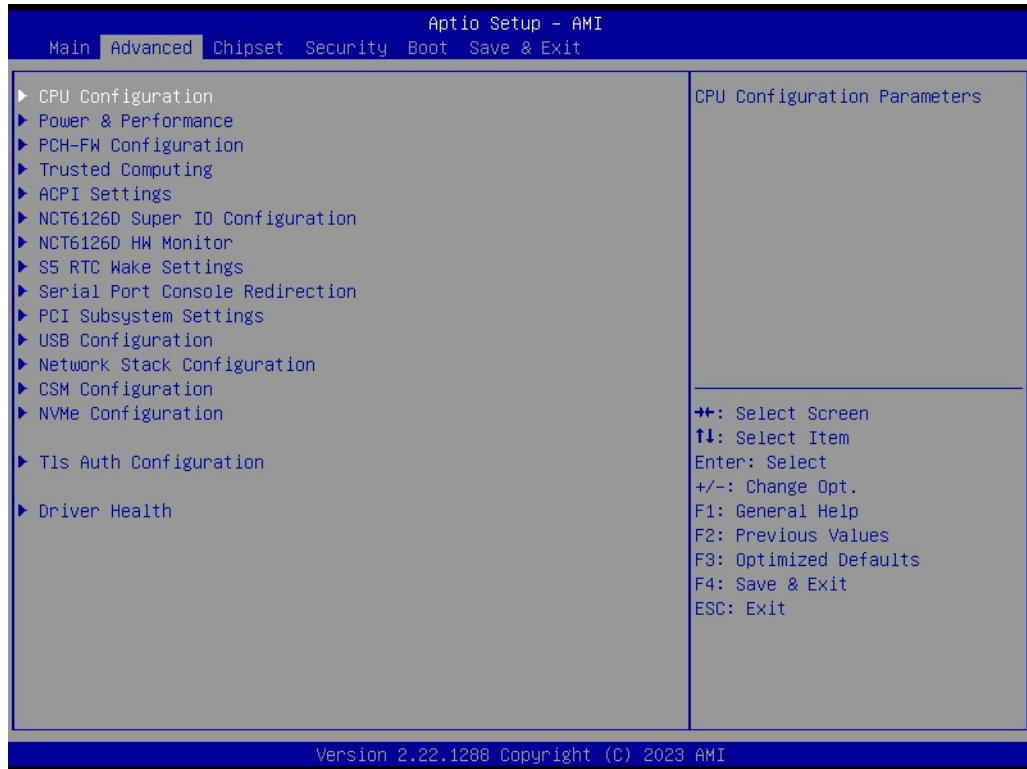 Aptio Setup – AMI
Main Advanced Chipset Security Boot Save & Exit
CPU Configuration
Power & Performance
PCH-FW Configuration
Trusted Computing
ACPI Settings
NCT6126D Super IO Configuration
NCT6126D HW Monitor
S5 RTC Wake Settings
Serial Port Console Redirection
PCI Subsystem Settings
USB Configuration
Network Stack Configuration
CSM Configuration
NVMe Configuration
Tls Auth Configuration
Driver Health
CPU Configuration Parameters
→←: Select Screen
↑↓: Select Item
Enter: Select
+/-: Change Opt.
F1: General Help
F2: Previous Values
F3: Optimized Defaults
F4: Save & Exit
ESC: Exit
Version 2.22.1288 Copyright (C) 2023 AMI